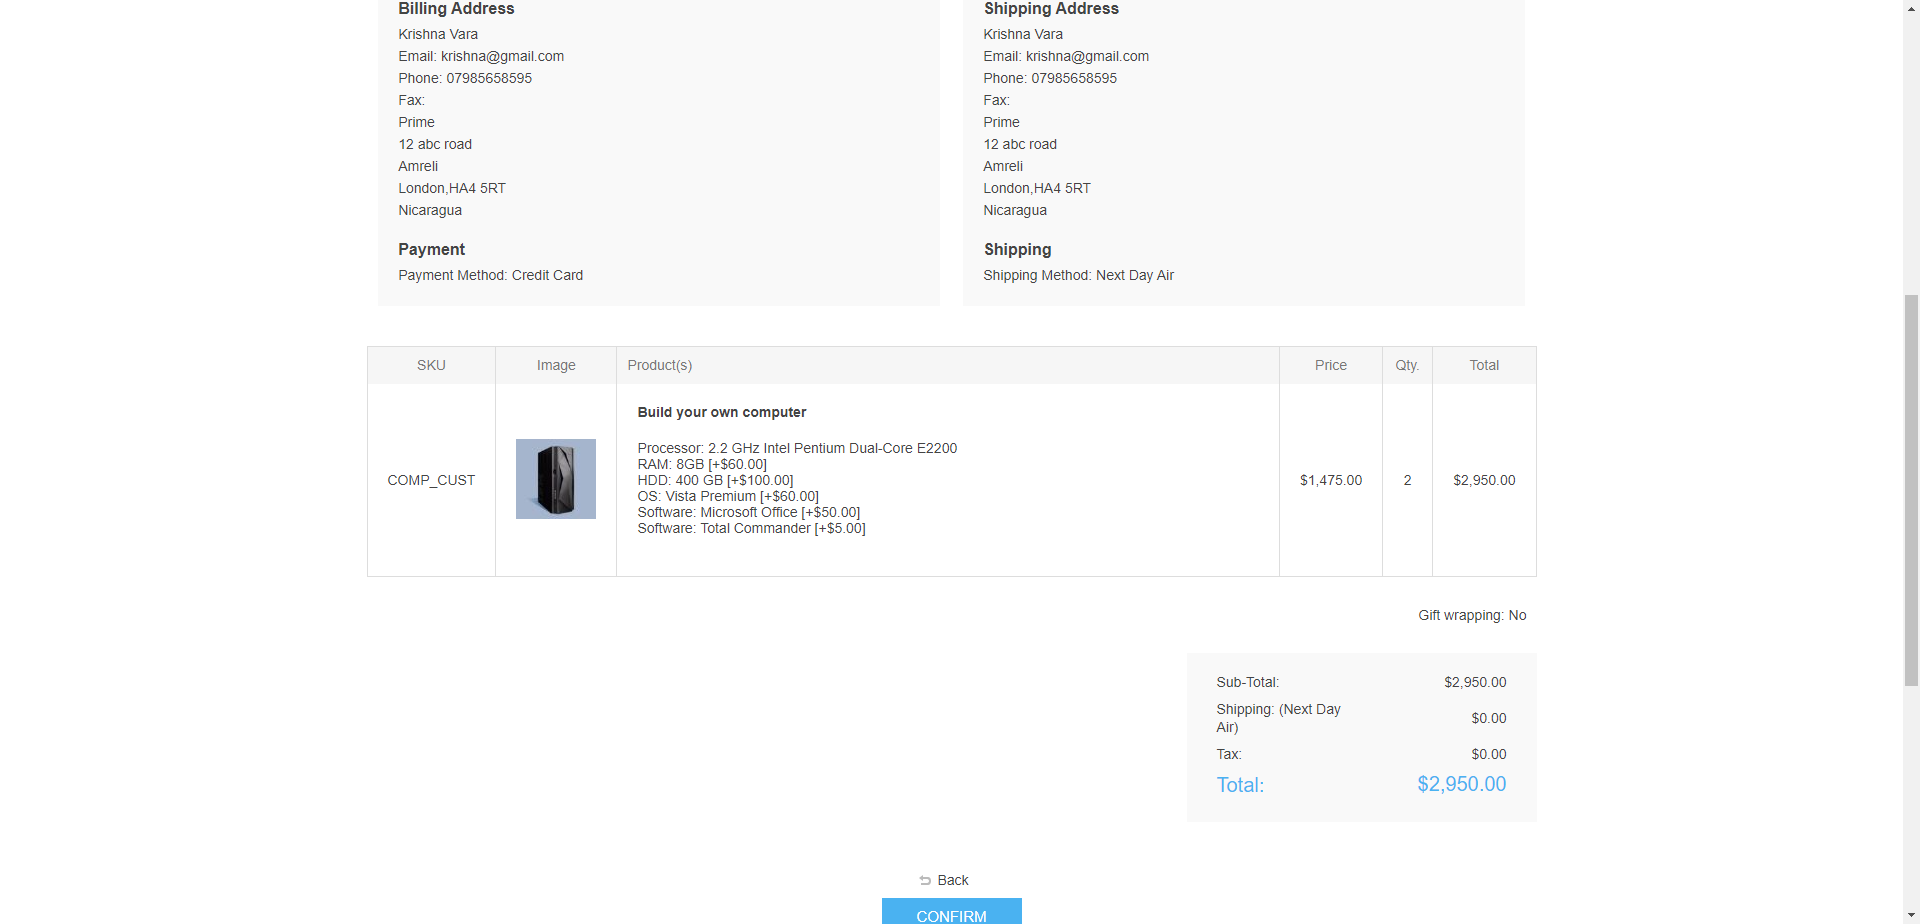 Billing Address
Krishna Vara
Email: krishna@gmail.com
Phone: 07985658595
Fax:
Prime
12 abc road
Amreli
London,HA4 5RT
Nicaragua
Payment
Payment Method: Credit Card
Shipping Address
Krishna Vara
Email: krishna@gmail.com
Phone: 07985658595
Fax:
Prime
12 abc road
Amreli
London,HA4 5RT
Nicaragua
Shipping
Shipping Method: Next Day Air
SKU Image Product(s) Price Qty. Total
Build your own computer
Processor: 2.2 GHz Intel Pentium Dual-Core E2200
RAM: 8GB [+$60.00]
HDD: 400 GB [+$100.00]
OS: Vista Premium [+$60.00]
Software: Microsoft Office [+$50.00]
Software: Total Commander [+$5.00]
COMP_CUST $1,475.00 2 $2,950.00
Gift wrapping: No
Sub-Total: $2,950.00
Shipping: (Next Day
Air) $0.00
Tax: $0.00
Total: $2,950.00
Back
CONFIRM